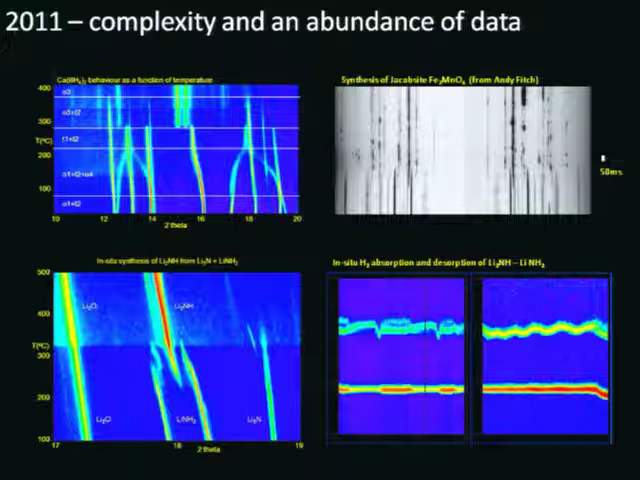 2011 – complexity and an abundance of data
Ca(BH₄)₂ behaviour as a function of temperature
400
300
T(ºC)
200
100
10
12
14
16
18
20
2'theta
Synthesis of Jacobsite Fe₂MnO₄ (from Andy Fitch)
50ms
In-situ synthesis of Li₂NH from Li₃N + LiNH₂
500
400
T(ºC)
300
200
100
Li₂O
Li₂NH
Li₂O
LiNH₂
Li₃N
17
18
19
2'theta
In-situ H₂ absorption and desorption of Li₂NH – Li NH₂